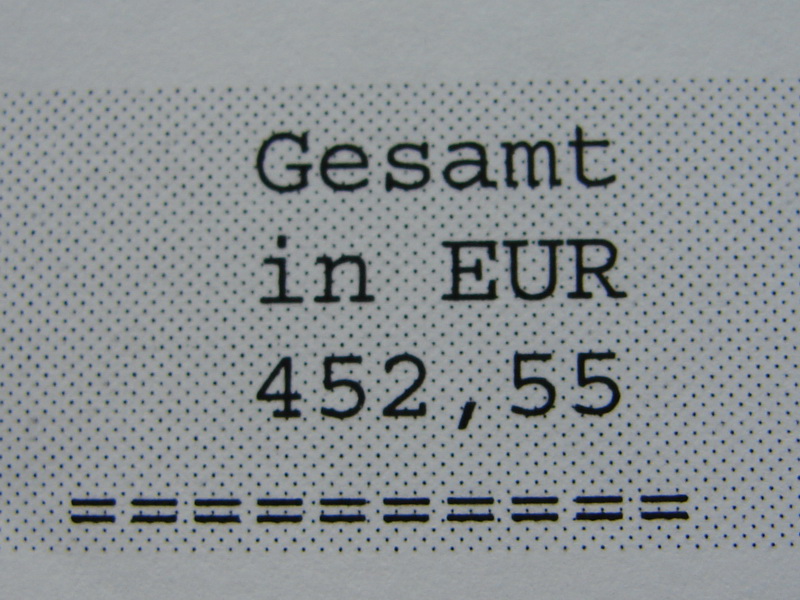 Gesamt
in EUR
452,55
==========